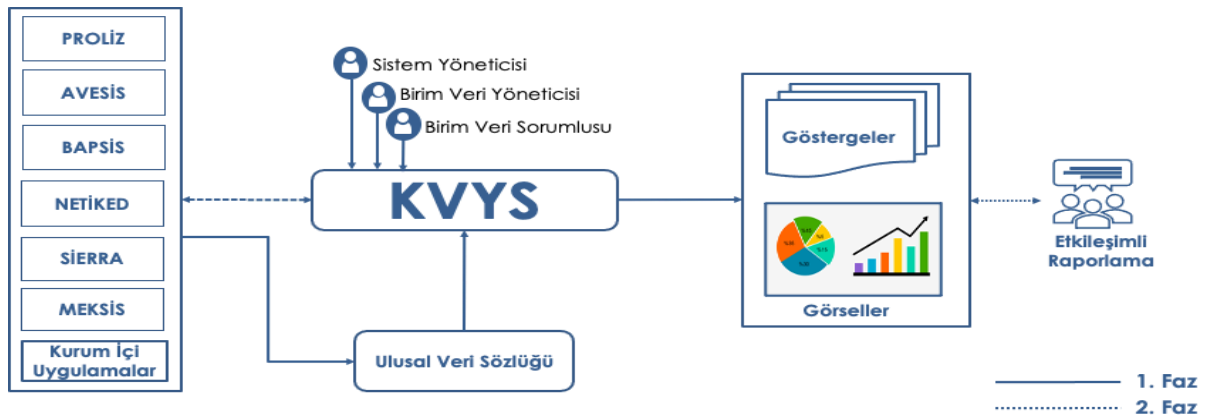 PROLİZ
AVESİS
BAPSİS
NETİKED
SİERRA
MEKSİS
Kurum İçi
Uygulamalar
Sistem Yöneticisi
Birim Veri Yöneticisi
Birim Veri Sorumlusu
KVYS
Ulusal Veri Sözlüğü
Göstergeler
Görseller
Etkileşimli
Raporlama
1. Faz
2. Faz